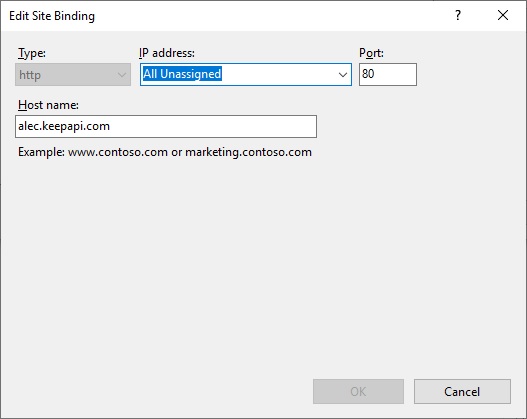 Edit Site Binding ?
Type: IP address: Port:
http All Unassigned 80
Host name:
alec.keepapi.com
Example: www.contoso.com or marketing.contoso.com
OK Cancel